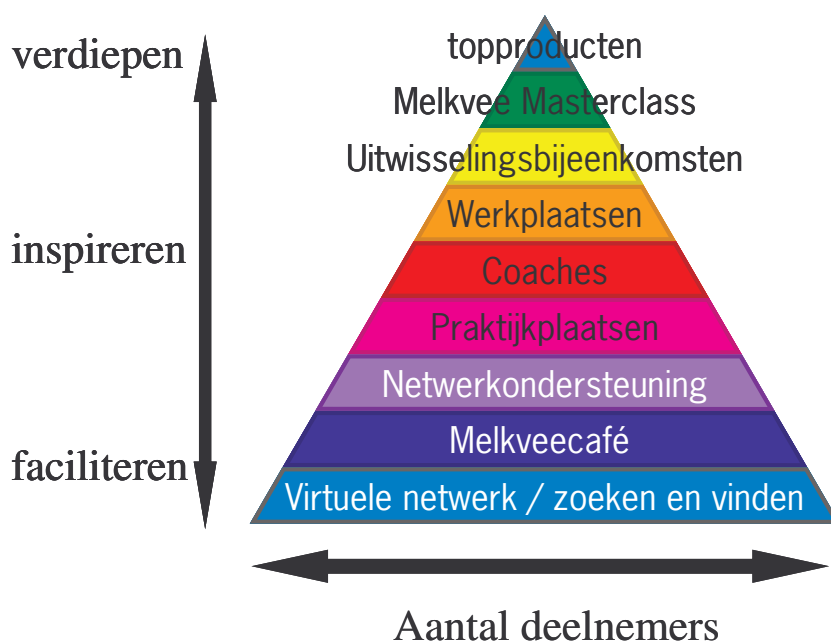 verdiepen
topproducten
Melkvee Masterclass
Uitwisselingsbijeenkomsten
Werkplaatsen
inspireren
Coaches
Praktijkplaatsen
Netwerkondersteuning
Melkveecafé
faciliteren
Virtuele netwerk / zoeken en vinden
Aantal deelnemers